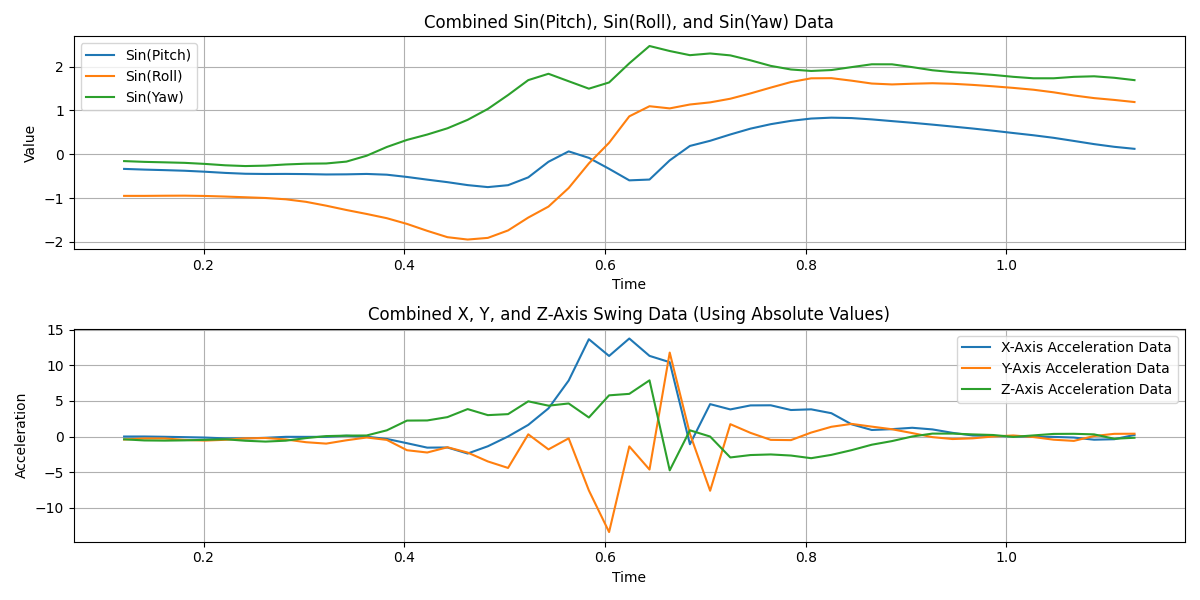 Combined Sin(Pitch), Sin(Roll), and Sin(Yaw) Data
Sin(Pitch)
Sin(Roll)
Sin(Yaw)
Value
2
1
0
−1
−2
0.2
0.4
0.6
0.8
1.0
Time
Combined X, Y, and Z-Axis Swing Data (Using Absolute Values)
X-Axis Acceleration Data
Y-Axis Acceleration Data
Z-Axis Acceleration Data
Acceleration
15
10
5
0
−5
−10
0.2
0.4
0.6
0.8
1.0
Time